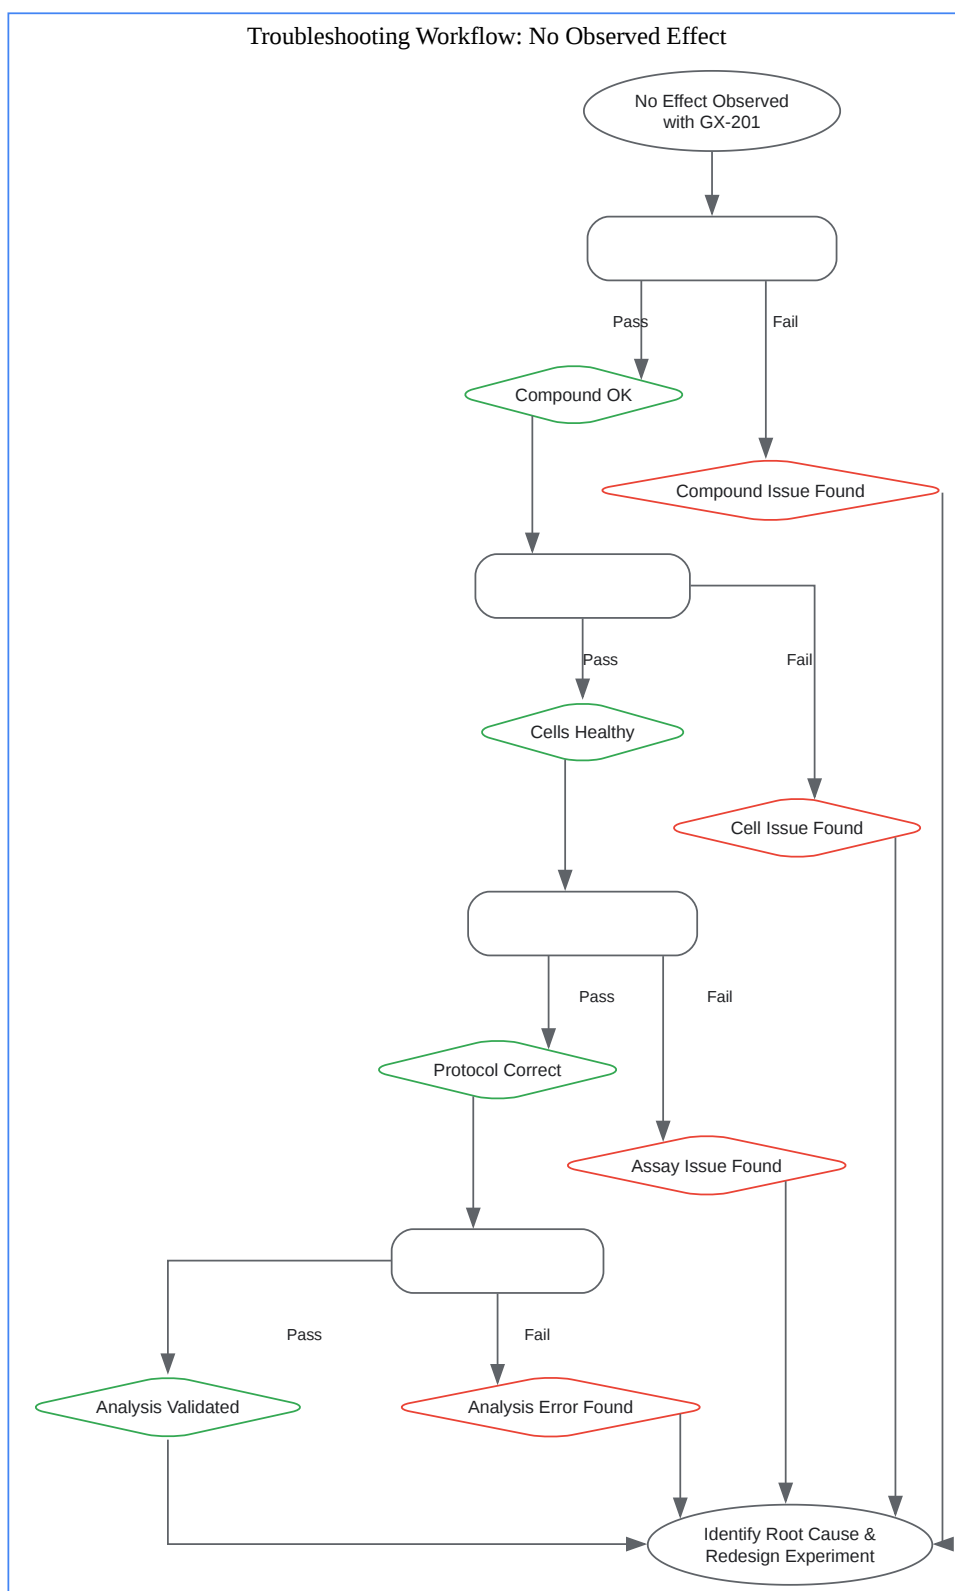 Troubleshooting Workflow: No Observed Effect
No Effect Observed
with GX-201
Pass
Fail
Compound OK
Compound Issue Found
Pass
Fail
Cells Healthy
Cell Issue Found
Pass
Fail
Protocol Correct
Assay Issue Found
Pass
Fail
Analysis Validated
Analysis Error Found
Identify Root Cause &
Redesign Experiment